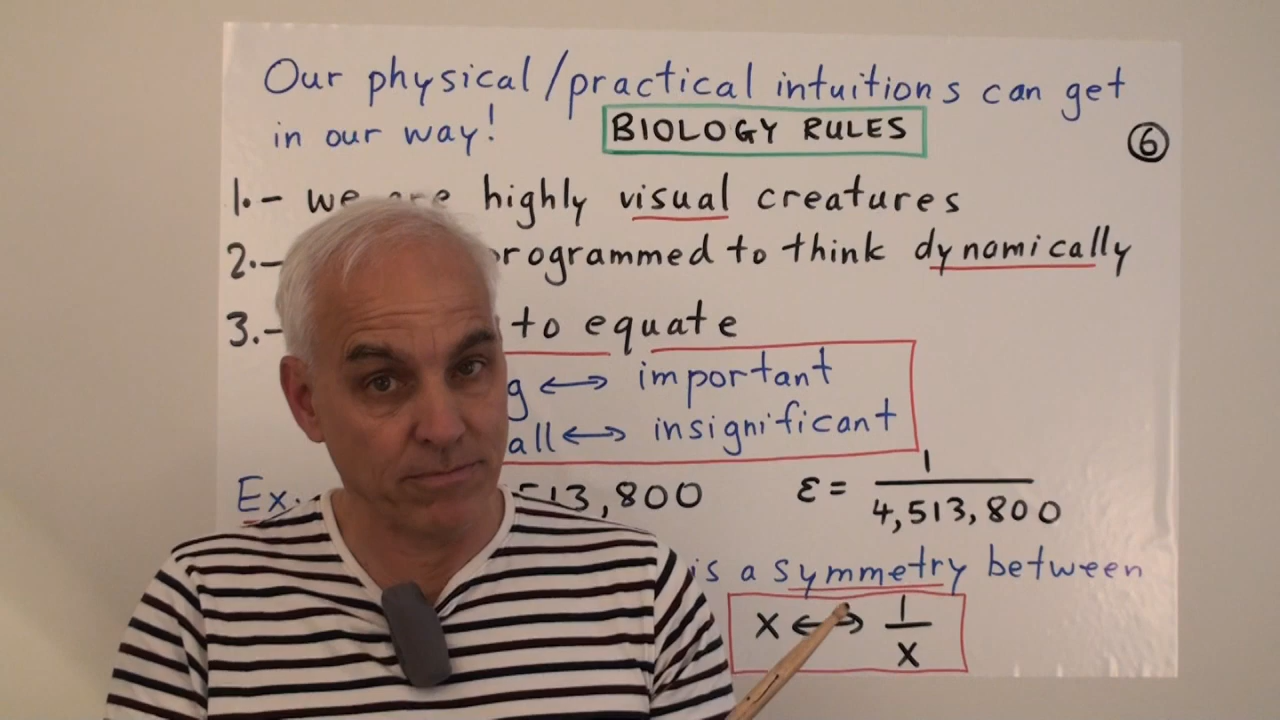 Our physical/practical intuitions can get
in our way! BIOLOGY RULES
6
1.- we are highly visual creatures
2.- programmed to think dynamically
3.- to equate
important
insignificant
Ex. 513,800 ε = 1/4,513,800
is a symmetry between
x ↔ 1/x